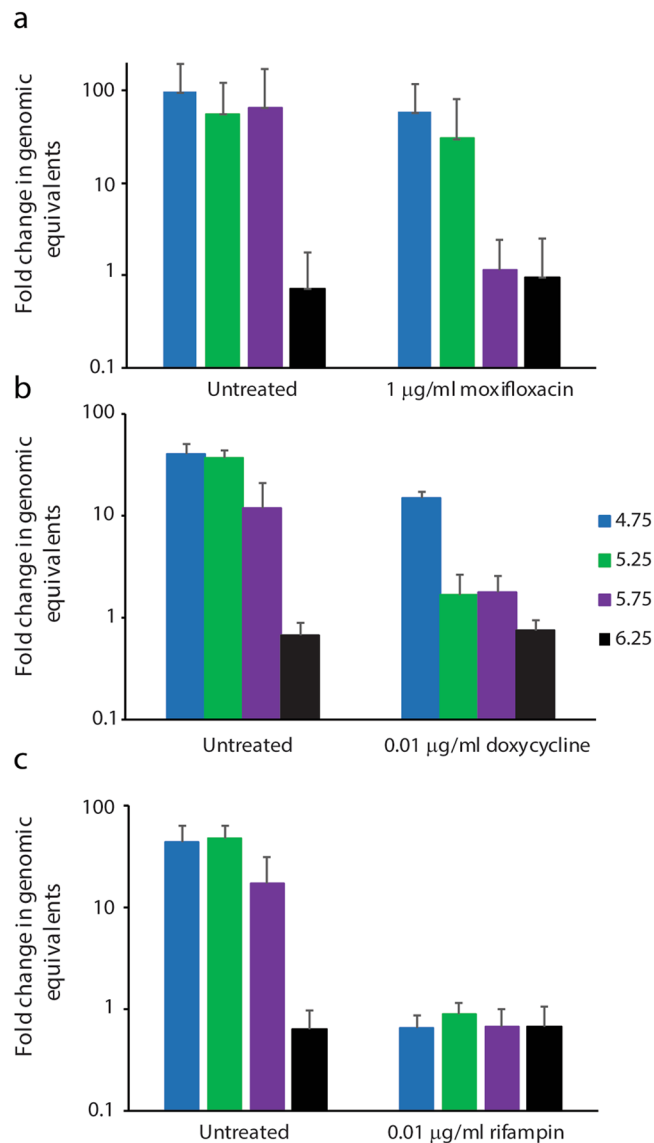 a
Fold change in genomic
equivalents
100
10
1
0.1
Untreated
1 μg/ml moxifloxacin
b
Fold change in genomic
equivalents
100
10
1
0.1
Untreated
0.01 μg/ml doxycycline
4.75
5.25
5.75
6.25
c
Fold change in genomic
equivalents
100
10
1
0.1
Untreated
0.01 μg/ml rifampin